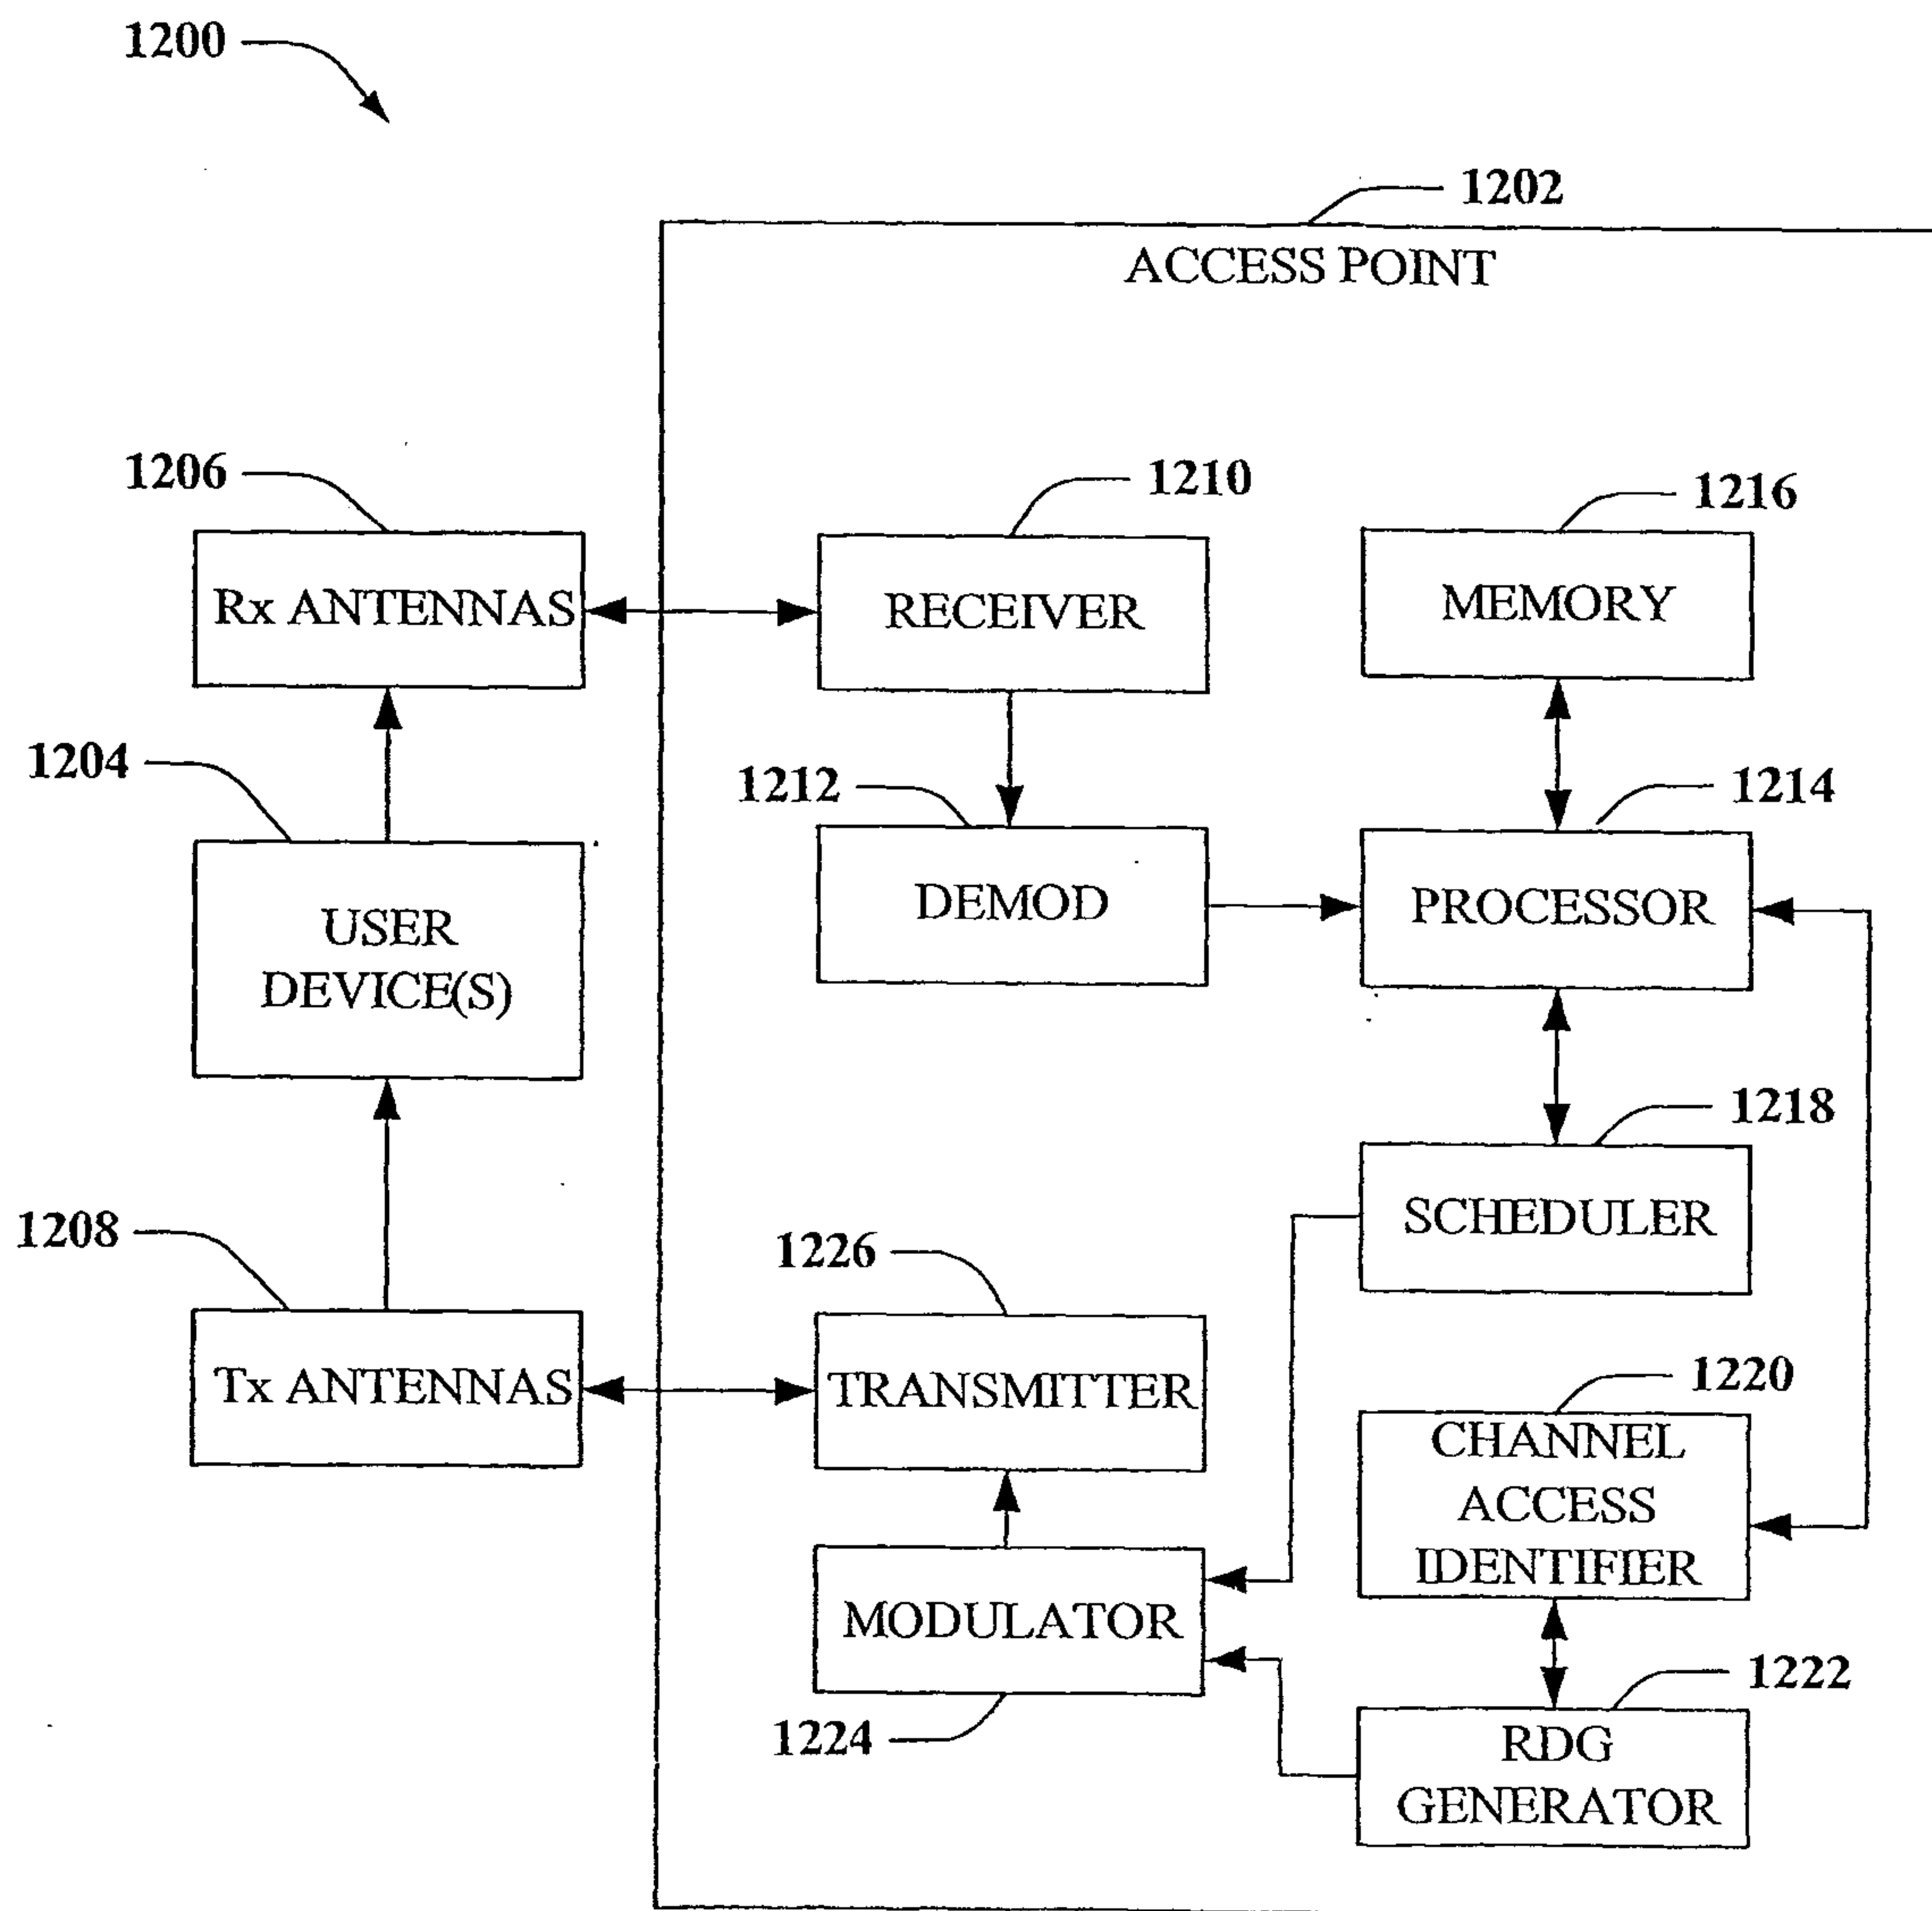 1200
1202
ACCESS POINT
1206
1210
1216
Rx ANTENNAS
RECEIVER
MEMORY
1204
1212
1214
USER
DEVICE(S)
DEMOD
PROCESSOR
1218
1208
1226
SCHEDULER
Tx ANTENNAS
TRANSMITTER
1220
CHANNEL
ACCESS
IDENTIFIER
MODULATOR
1224
1222
RDG
GENERATOR